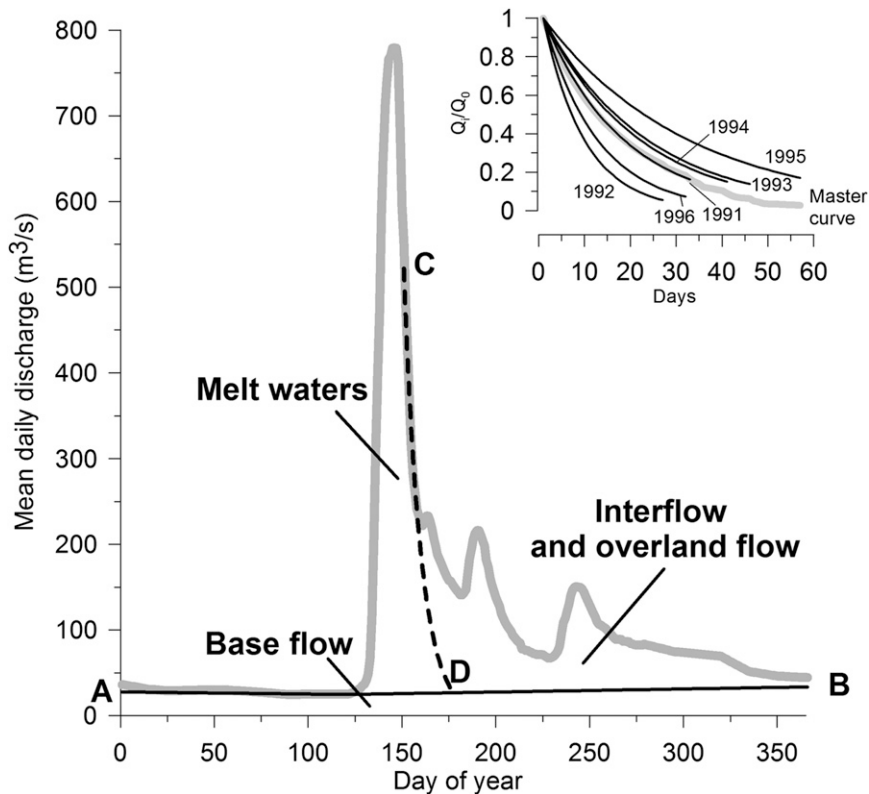 800
700
600
500
400
300
200
100
0
Mean daily discharge (m³/s)
0 50 100 150 200 250 300 350
Day of year
A
B
C
D
Melt waters
Base flow
Interflow
and overland flow
1
0.8
0.6
0.4
0.2
0
Qᵢ/Q₀
0 10 20 30 40 50 60
Days
1994
1995
1993
1992
1996
1991
Master
curve